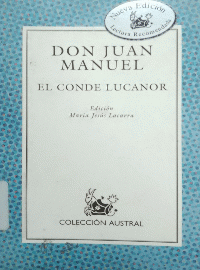 Nueva Edición
Lectura Recomendada
DON JUAN
MANUEL
EL CONDE LUCANOR
Edición
María Jesús Lacarra
COLECCIÓN AUSTRAL